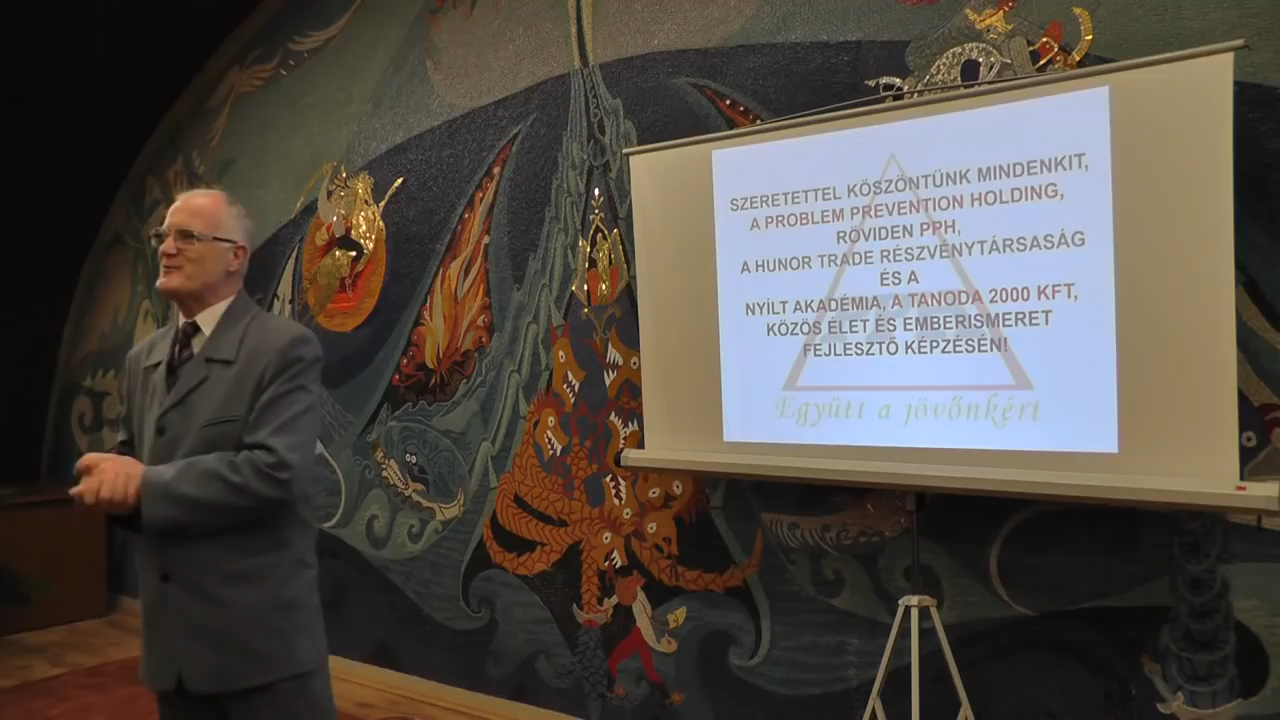 SZERETETTEL KÖSZÖNTÜNK MINDENKIT,
A PROBLEM PREVENTION HOLDING,
RÖVIDEN PPH,
A HUNOR TRADE RÉSZVÉNYTÁRSASÁG
ÉS A
NYÍLT AKADÉMIA, A TANODA 2000 KFT,
KÖZÖS ÉLET ÉS EMBERISMERET
FEJLESZTŐ KÉPZÉSÉN!
Együtt a jövőnkért